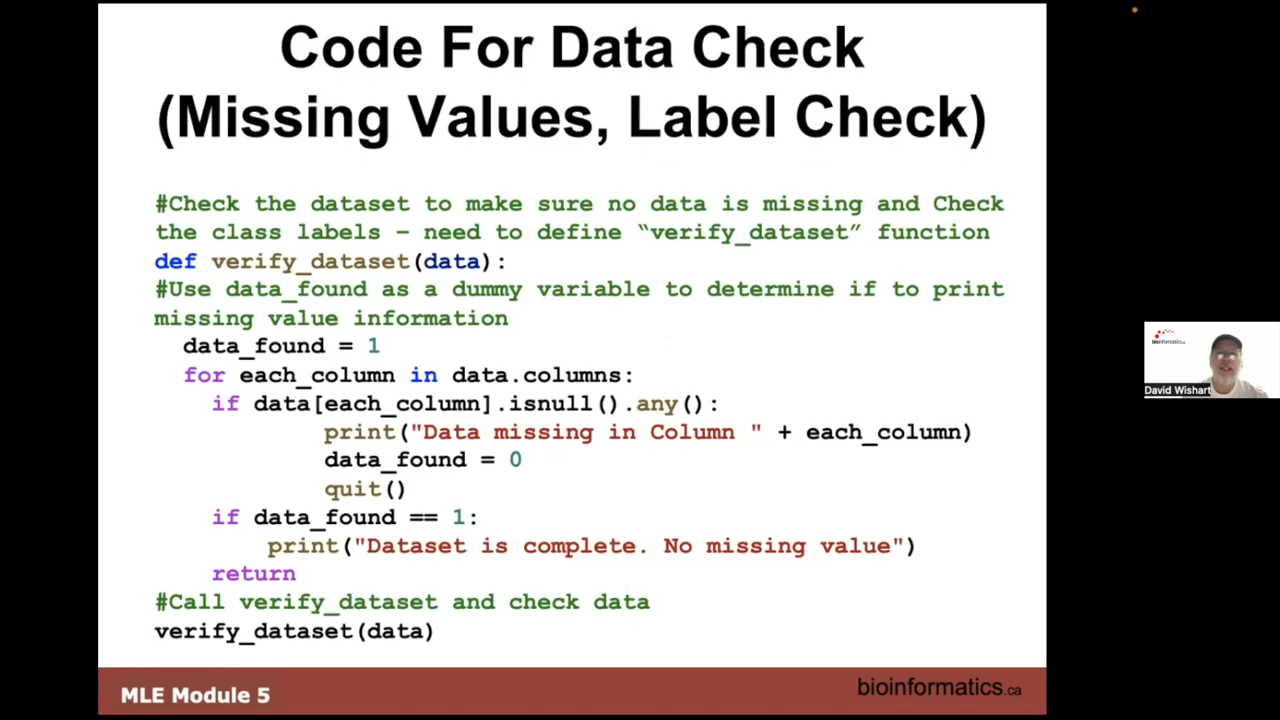 Code For Data Check
(Missing Values, Label Check)
#Check the dataset to make sure no data is missing and Check
the class labels – need to define “verify_dataset” function
def verify_dataset(data):
#Use data_found as a dummy variable to determine if to print
missing value information
data_found = 1
for each_column in data.columns:
if data[each_column].isnull().any():
print("Data missing in Column " + each_column)
data_found = 0
quit()
if data_found == 1:
print("Dataset is complete. No missing value")
return
#Call verify_dataset and check data
verify_dataset(data)
MLE Module 5
bioinformatics.ca
bioinformatics.ca
David Wishart